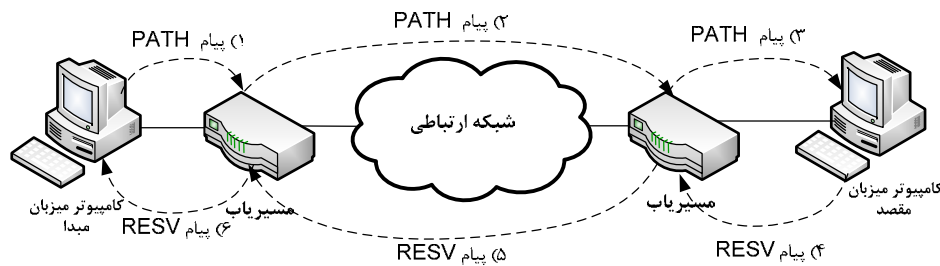 ۱) پیام PATH
۲) پیام PATH
۳) پیام PATH
شبکه ارتباطی
کامپیوتر میزبان
مبدا
مسیریاب
مسیریاب
کامپیوتر میزبان
مقصد
۶) پیام RESV
۵) پیام RESV
۴) پیام RESV